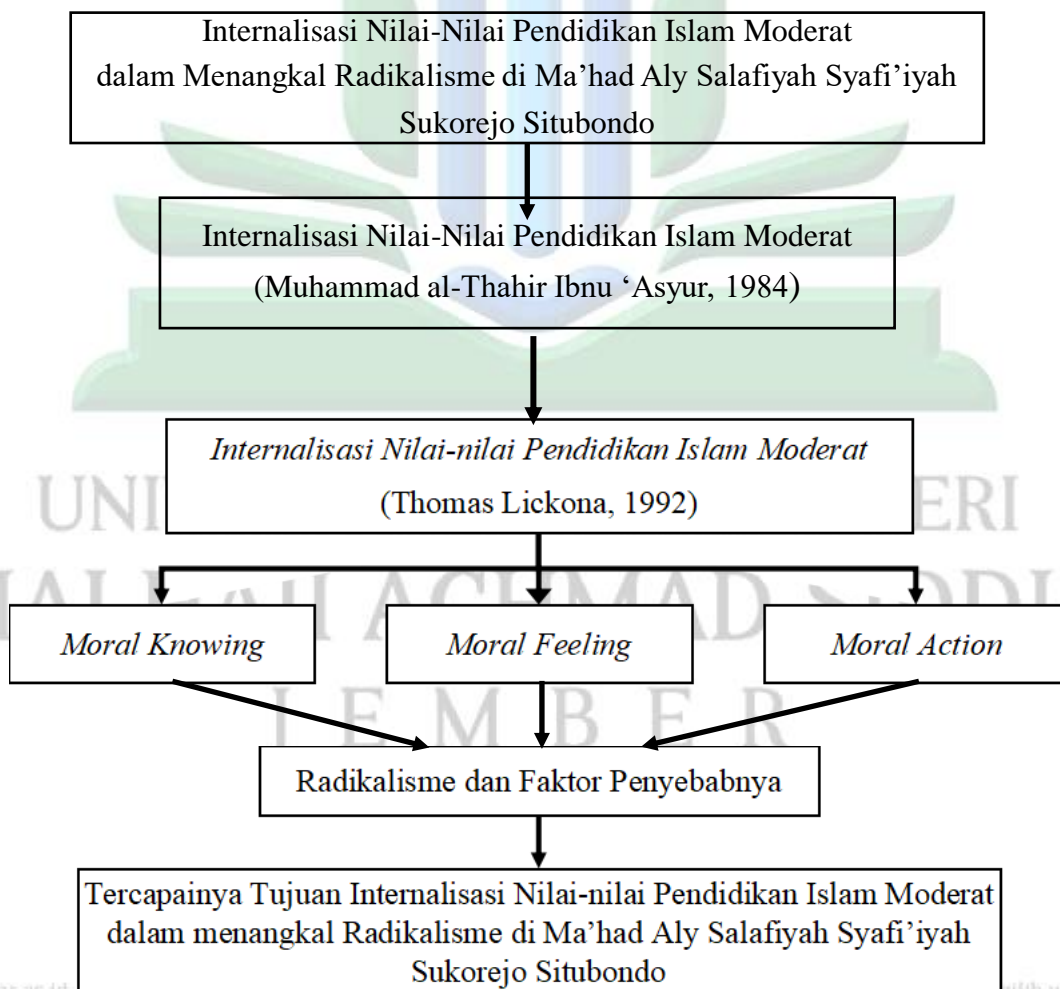 Internalisasi Nilai-Nilai Pendidikan Islam Moderat
dalam Menangkal Radikalisme di Ma’had Aly Salafiyah Syafi’iyah
Sukorejo Situbondo
Internalisasi Nilai-Nilai Pendidikan Islam Moderat
(Muhammad al-Thahir Ibnu ‘Asyur, 1984)
Internalisasi Nilai-nilai Pendidikan Islam Moderat
(Thomas Lickona, 1992)
Moral Knowing
Moral Feeling
Moral Action
J E M B E R
Radikalisme dan Faktor Penyebabnya
Tercapainya Tujuan Internalisasi Nilai-nilai Pendidikan Islam Moderat
dalam menangkal Radikalisme di Ma’had Aly Salafiyah Syafi’iyah
Sukorejo Situbondo